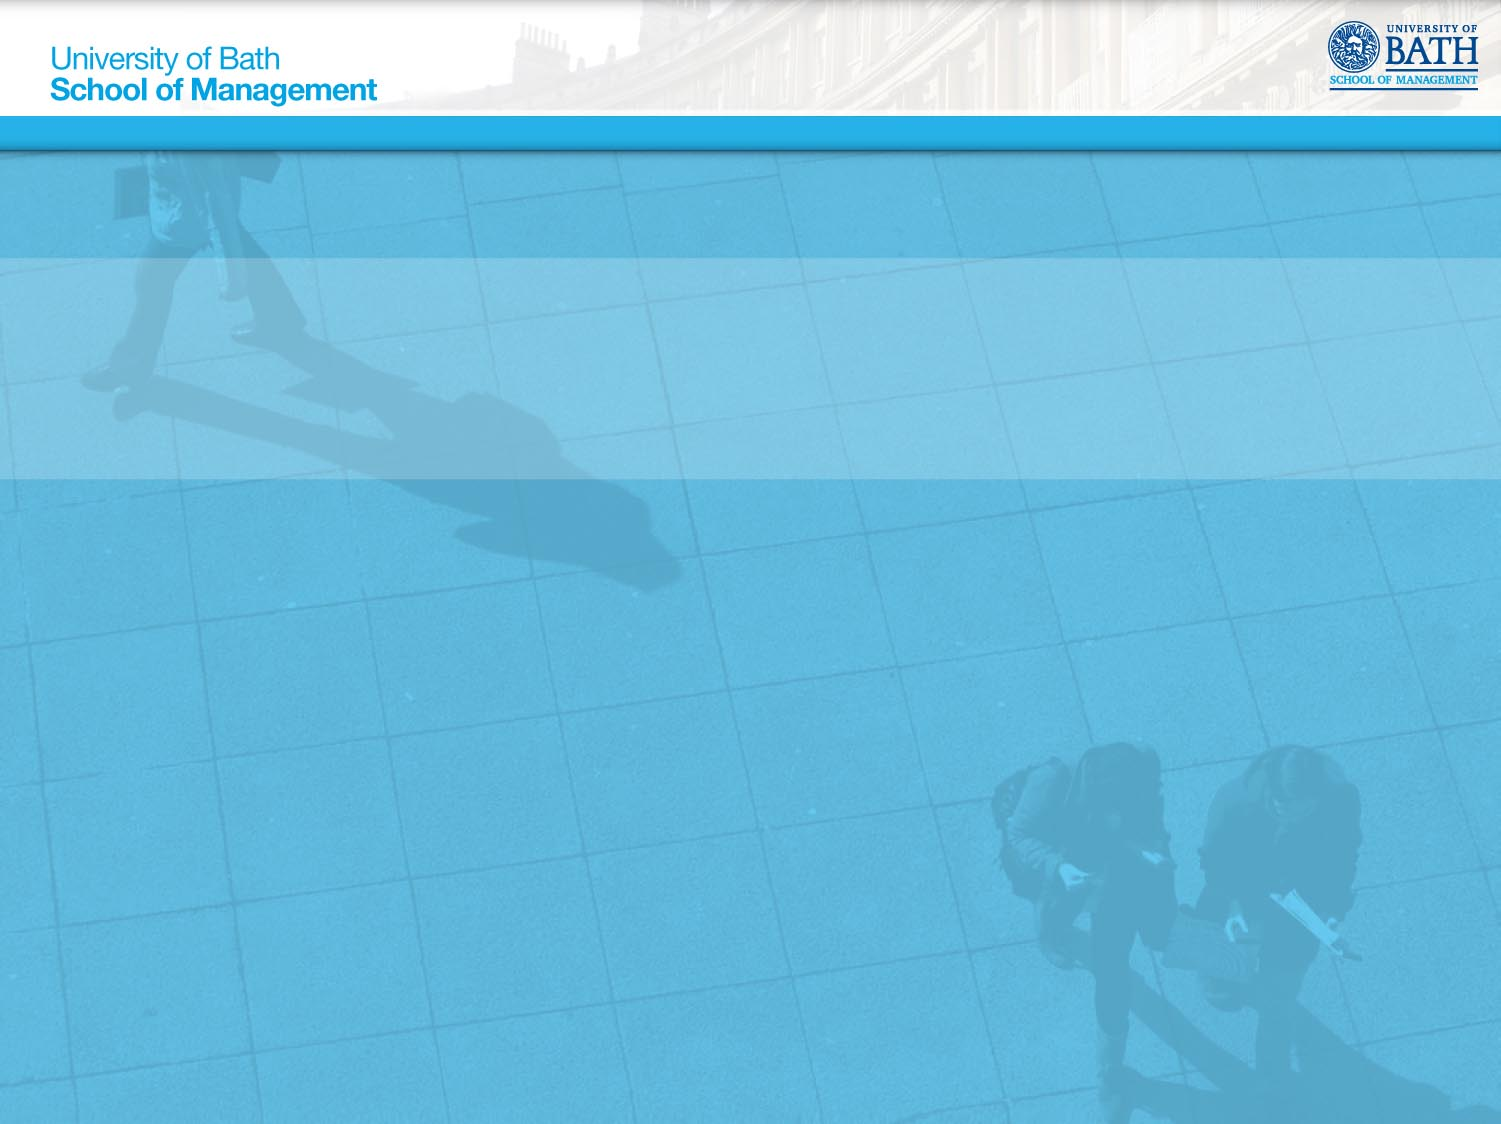 University of Bath
School of Management
UNIVERSITY OF
BATH
SCHOOL OF MANAGEMENT